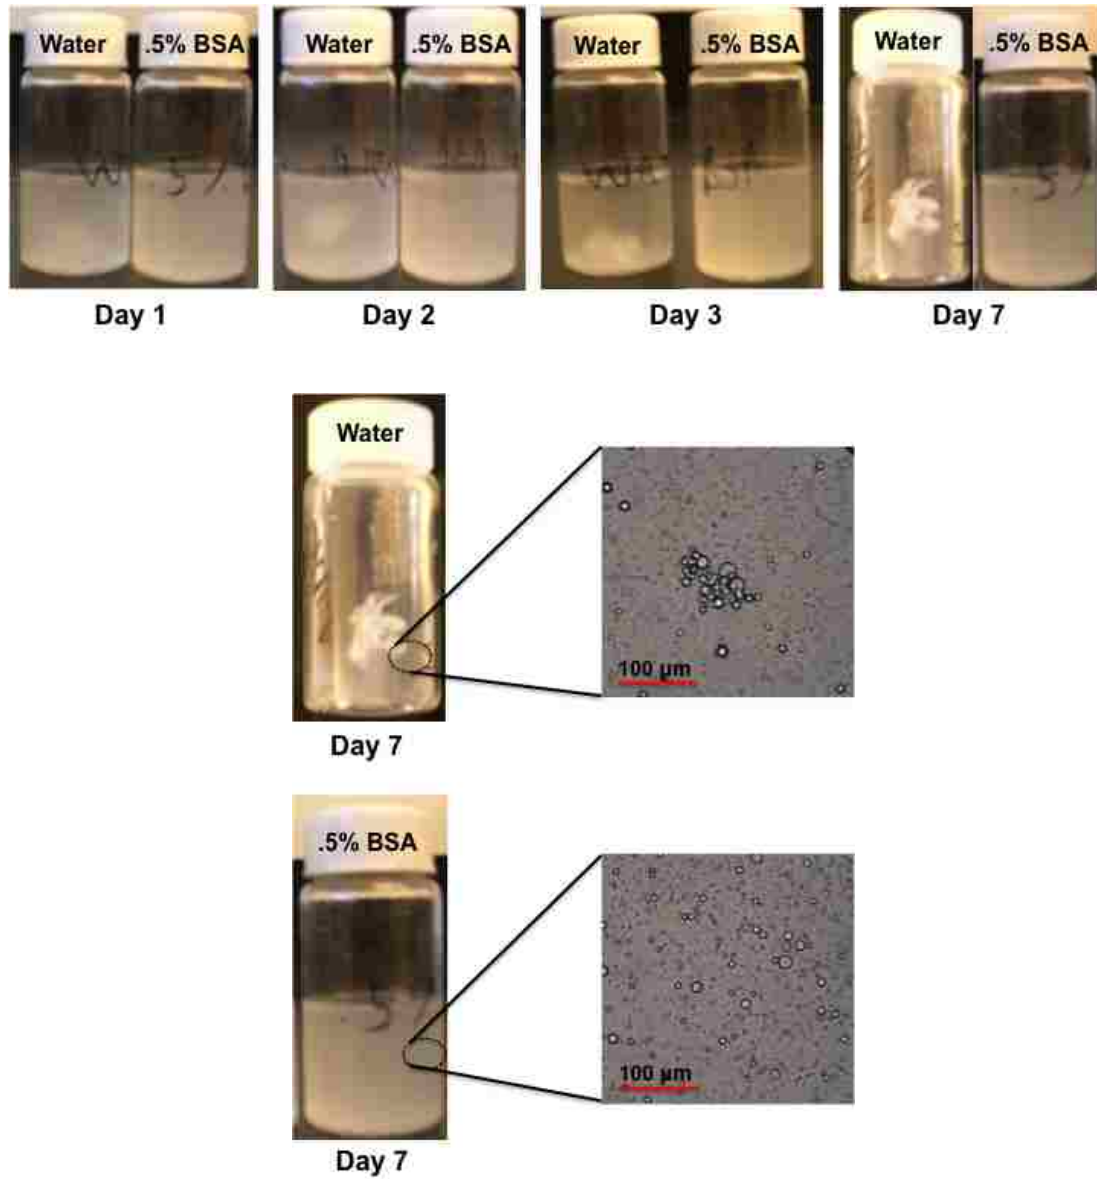 Water .5% BSA Water .5% BSA Water .5% BSA Water .5% BSA
Day 1 Day 2 Day 3 Day 7
Water
100 µm
Day 7
.5% BSA
100 µm
Day 7